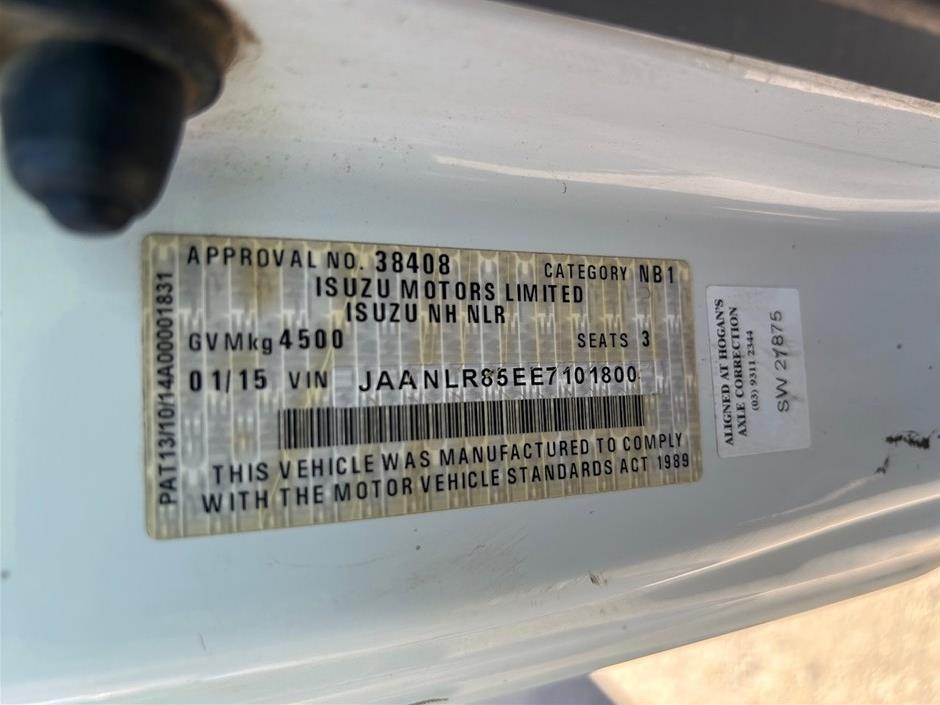 APPROVAL NO. 38408 CATEGORY NB1
ISUZU MOTORS LIMITED
ISUZU NH NLR
GVMkg 4500 SEATS 3
01/15 VIN JAANLR85EE7101800
THIS VEHICLE WAS MANUFACTURED TO COMPLY
WITH THE MOTOR VEHICLE STANDARDS ACT 1989
PAT13/10/14A00001831
ALIGNED AT HOGAN'S
AXLE CORRECTION
(03) 9311 2344
SW 21875